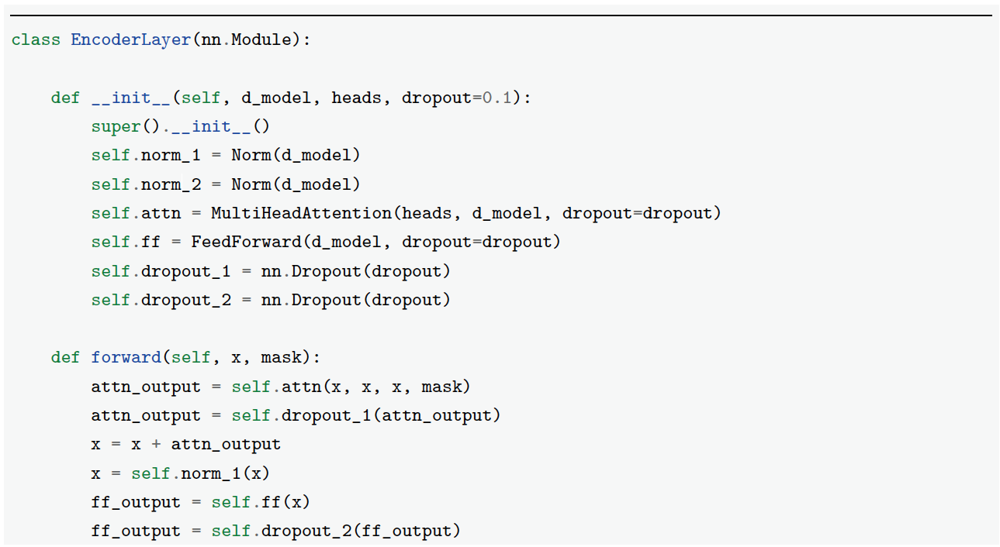 class EncoderLayer(nn.Module):

    def __init__(self, d_model, heads, dropout=0.1):
        super().__init__()
        self.norm_1 = Norm(d_model)
        self.norm_2 = Norm(d_model)
        self.attn = MultiHeadAttention(heads, d_model, dropout=dropout)
        self.ff = FeedForward(d_model, dropout=dropout)
        self.dropout_1 = nn.Dropout(dropout)
        self.dropout_2 = nn.Dropout(dropout)

    def forward(self, x, mask):
        attn_output = self.attn(x, x, x, mask)
        attn_output = self.dropout_1(attn_output)
        x = x + attn_output
        x = self.norm_1(x)
        ff_output = self.ff(x)
        ff_output = self.dropout_2(ff_output)